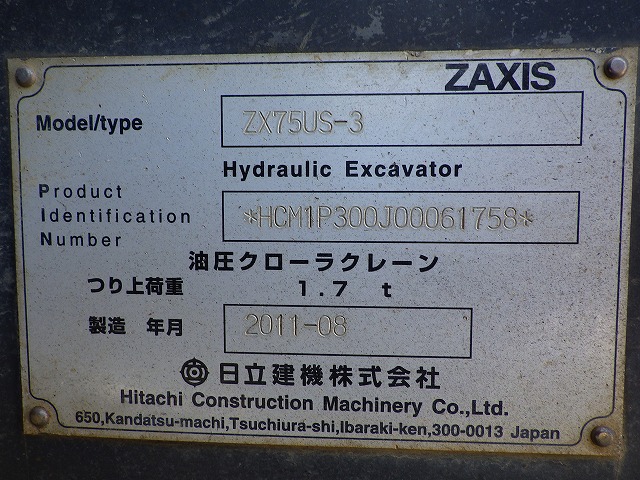 ZAXIS
Model/type ZX75US-3
Hydraulic Excavator
Product
Identification
Number
*HCM1P300J00061758*
油圧クローラクレーン
つり上荷重 1.7 t
製造 年月 2011-08
日立建機株式会社
Hitachi Construction Machinery Co.,Ltd.
650,Kandatsu-machi,Tsuchiura-shi,Ibaraki-ken,300-0013 Japan